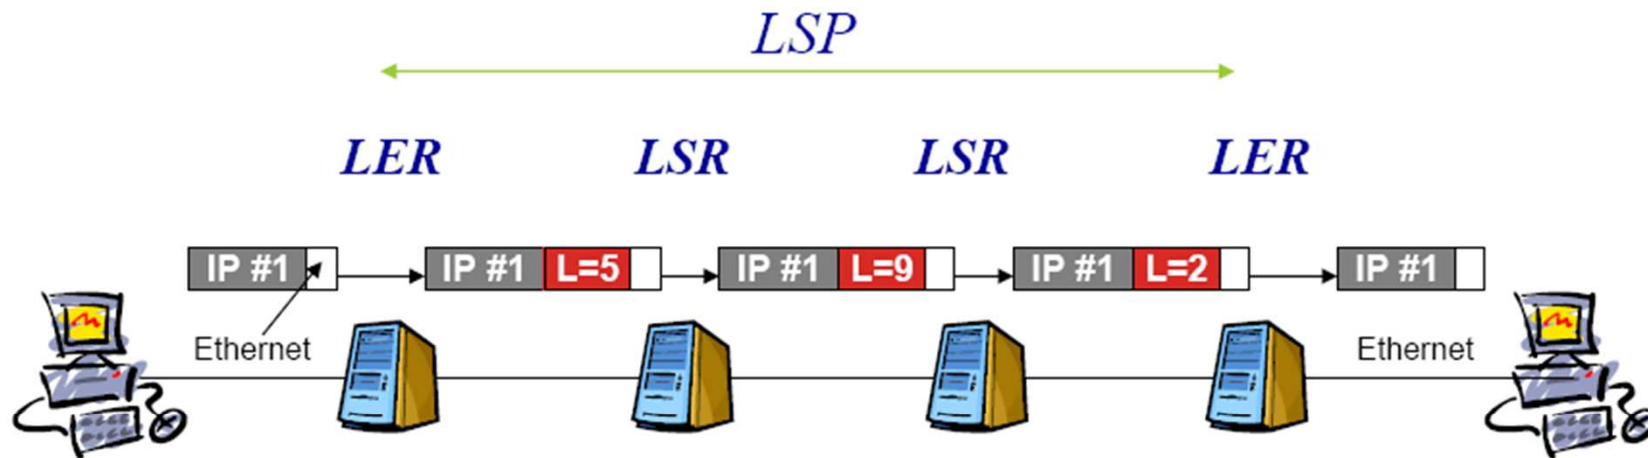 LSP
LER LSR LSR LER
IP #1 IP #1 L=5 IP #1 L=9 IP #1 L=2 IP #1
Ethernet Ethernet